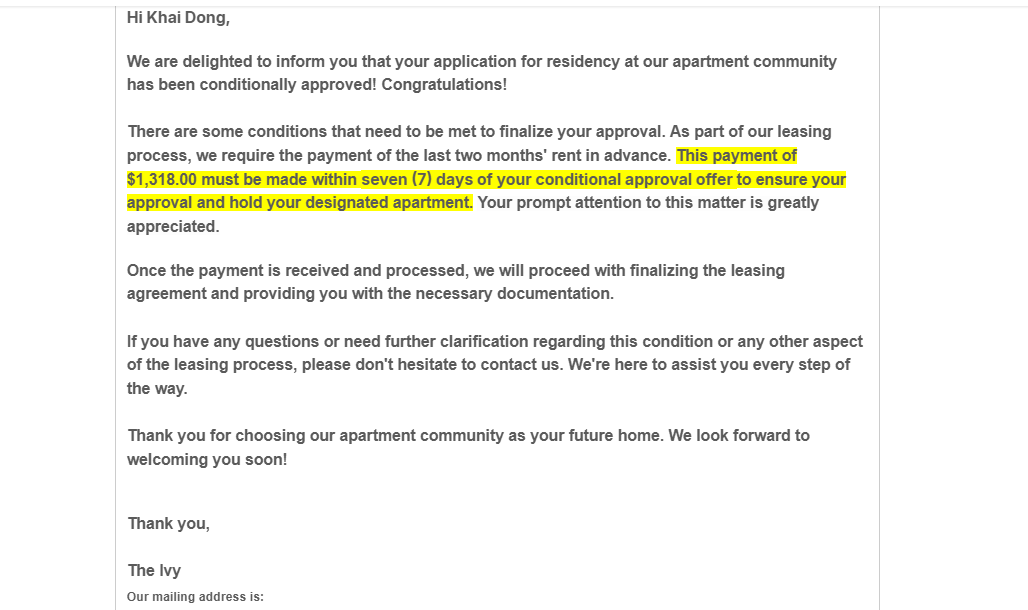 Hi Khai Dong,
We are delighted to inform you that your application for residency at our apartment community
has been conditionally approved! Congratulations!
There are some conditions that need to be met to finalize your approval. As part of our leasing
process, we require the payment of the last two months' rent in advance. This payment of
$1,318.00 must be made within seven (7) days of your conditional approval offer to ensure your
approval and hold your designated apartment. Your prompt attention to this matter is greatly
appreciated.
Once the payment is received and processed, we will proceed with finalizing the leasing
agreement and providing you with the necessary documentation.
If you have any questions or need further clarification regarding this condition or any other aspect
of the leasing process, please don't hesitate to contact us. We're here to assist you every step of
the way.
Thank you for choosing our apartment community as your future home. We look forward to
welcoming you soon!
Thank you,
The Ivy
Our mailing address is: